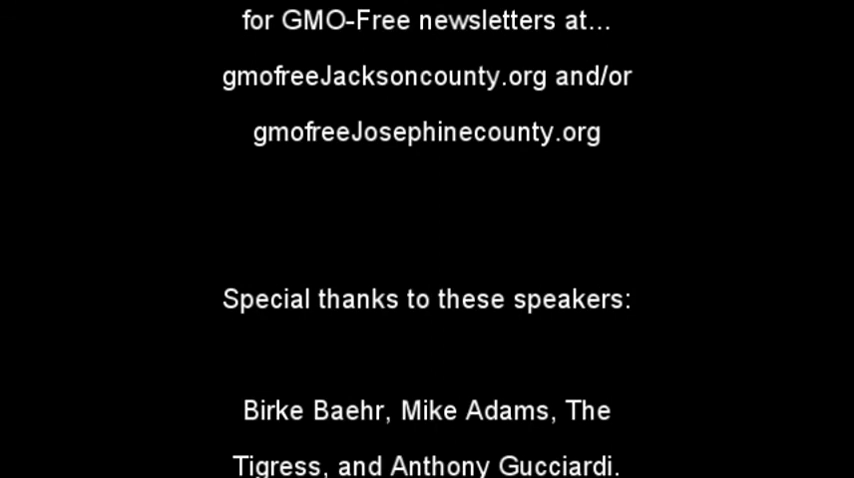 for GMO-Free newsletters at...
gmofreeJacksoncounty.org and/or
gmofreeJosephinecounty.org
Special thanks to these speakers:
Birke Baehr, Mike Adams, The
Tigress, and Anthony Gucciardi.